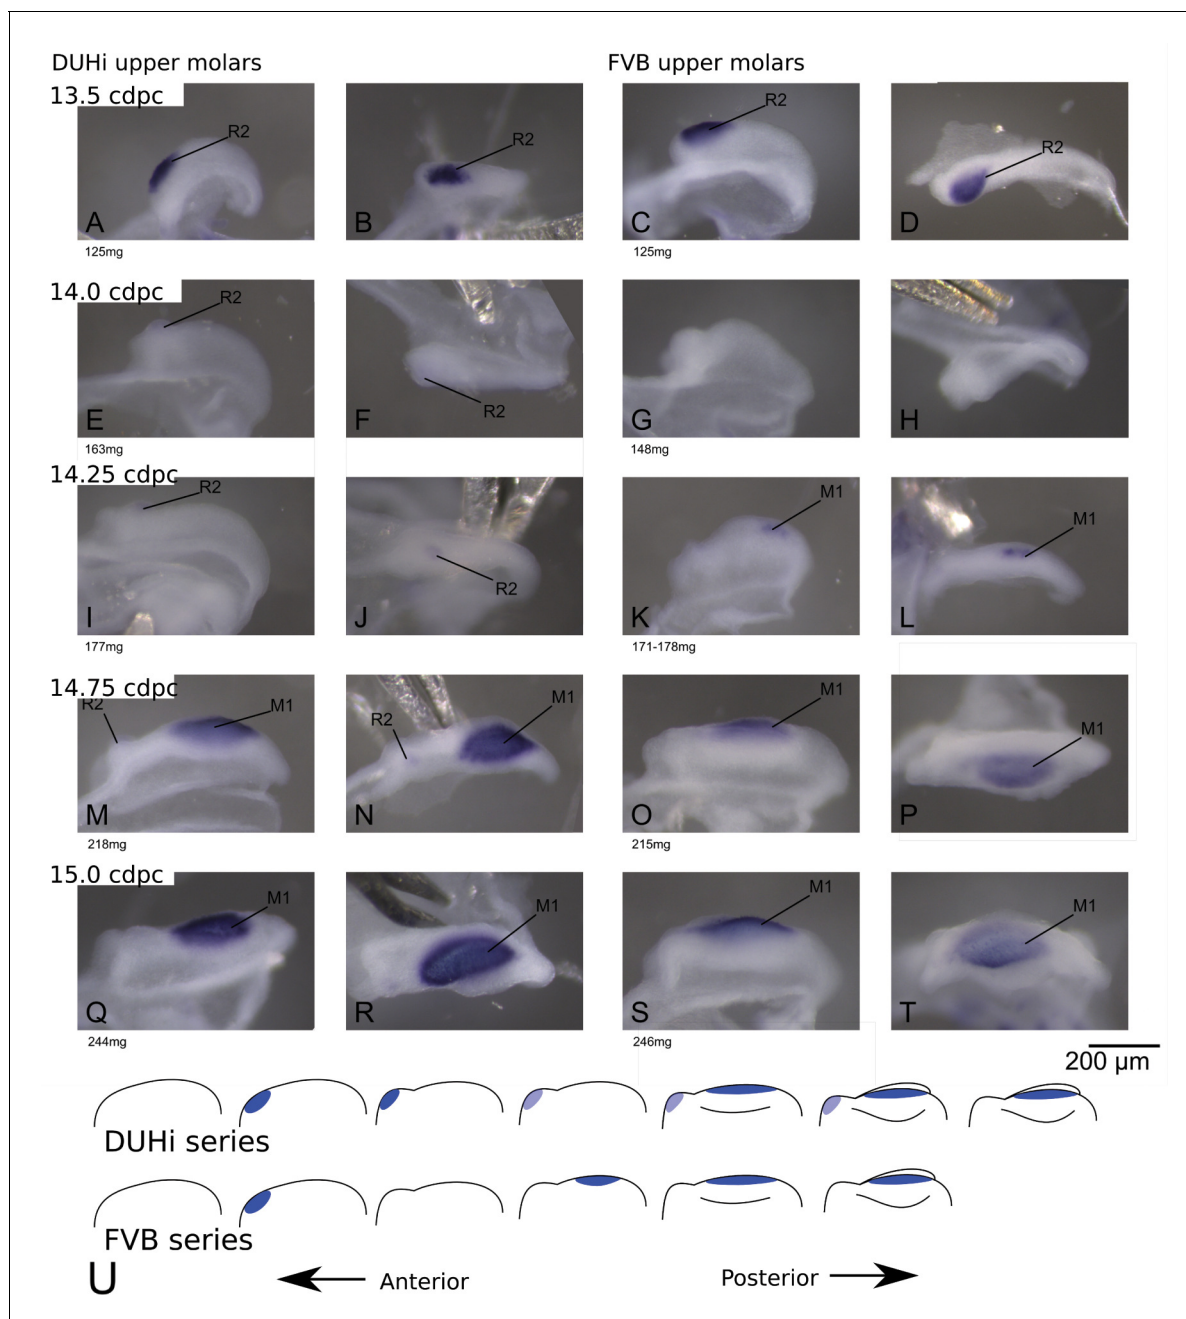 DUHi upper molars
FVB upper molars
13.5 cdpc
R2
R2
R2
R2
A
B
C
D
125mg
125mg
14.0 cdpc
R2
R2
E
F
G
H
163mg
148mg
14.25 cdpc
R2
R2
M1
M1
I
J
K
L
177mg
171-178mg
14.75 cdpc
R2
M1
R2
M1
M1
M1
M
N
O
P
218mg
215mg
15.0 cdpc
M1
M1
M1
M1
Q
R
S
T
244mg
246mg
200 µm
DUHi series
FVB series
U
Anterior
Posterior